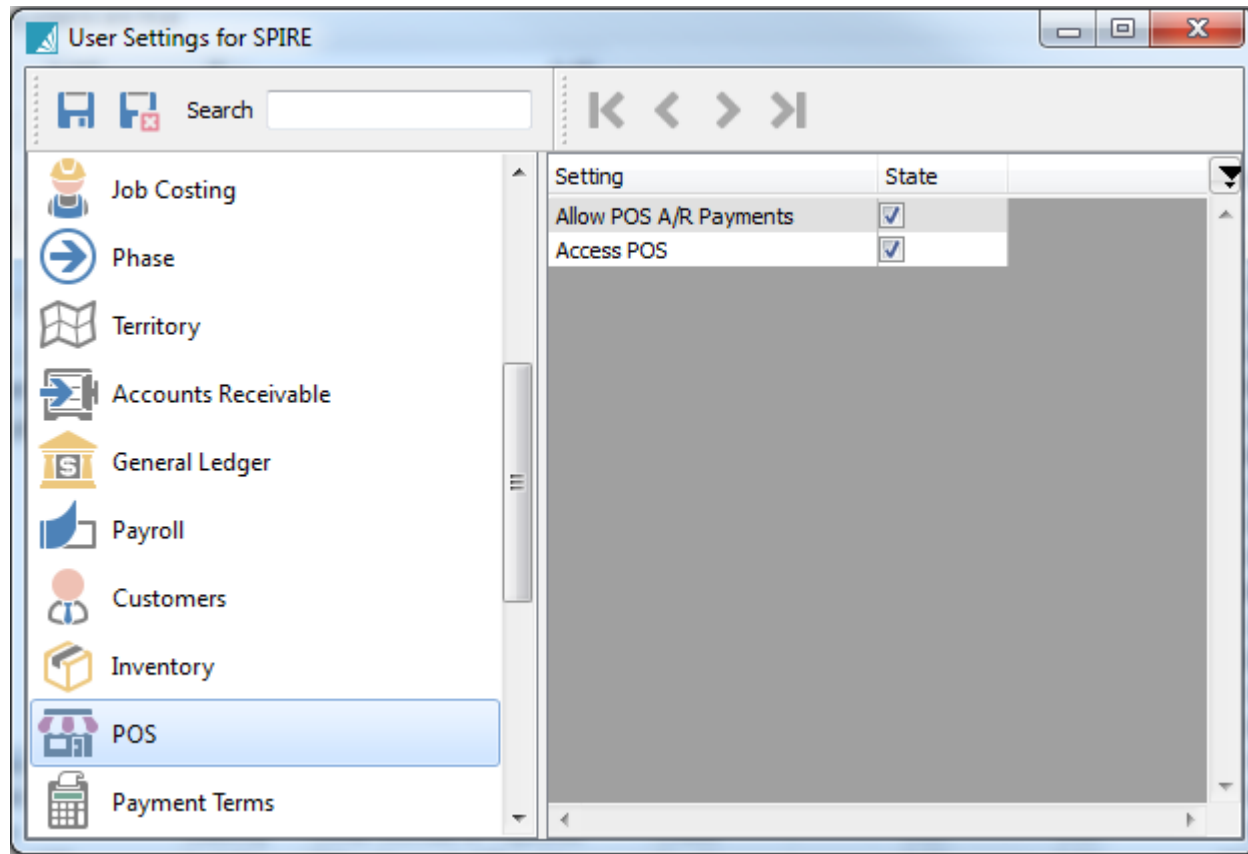 User Settings for SPIRE
Search
Job Costing
Phase
Territory
Accounts Receivable
General Ledger
Payroll
Customers
Inventory
POS
Payment Terms
Setting State
Allow POS A/R Payments
Access POS